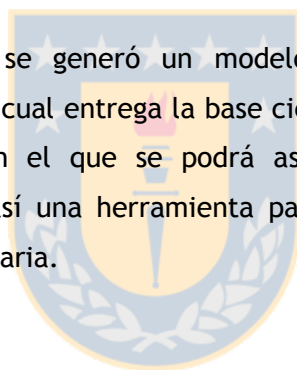 se generó un modelo
cual entrega la base cie
n el que se podrá as
así una herramienta pa
aria.